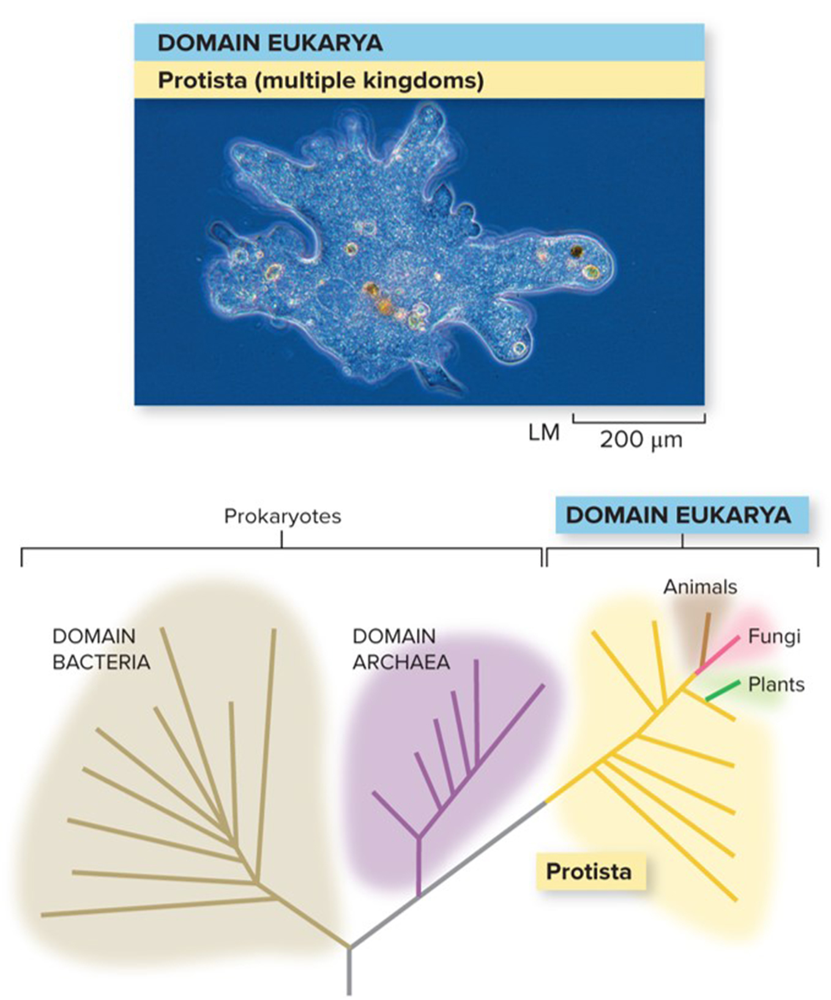 DOMAIN EUKARYA
Protista (multiple kingdoms)
LM
200 μm
Prokaryotes
DOMAIN EUKARYA
Animals
DOMAIN
BACTERIA
DOMAIN
ARCHAEA
Fungi
Plants
Protista